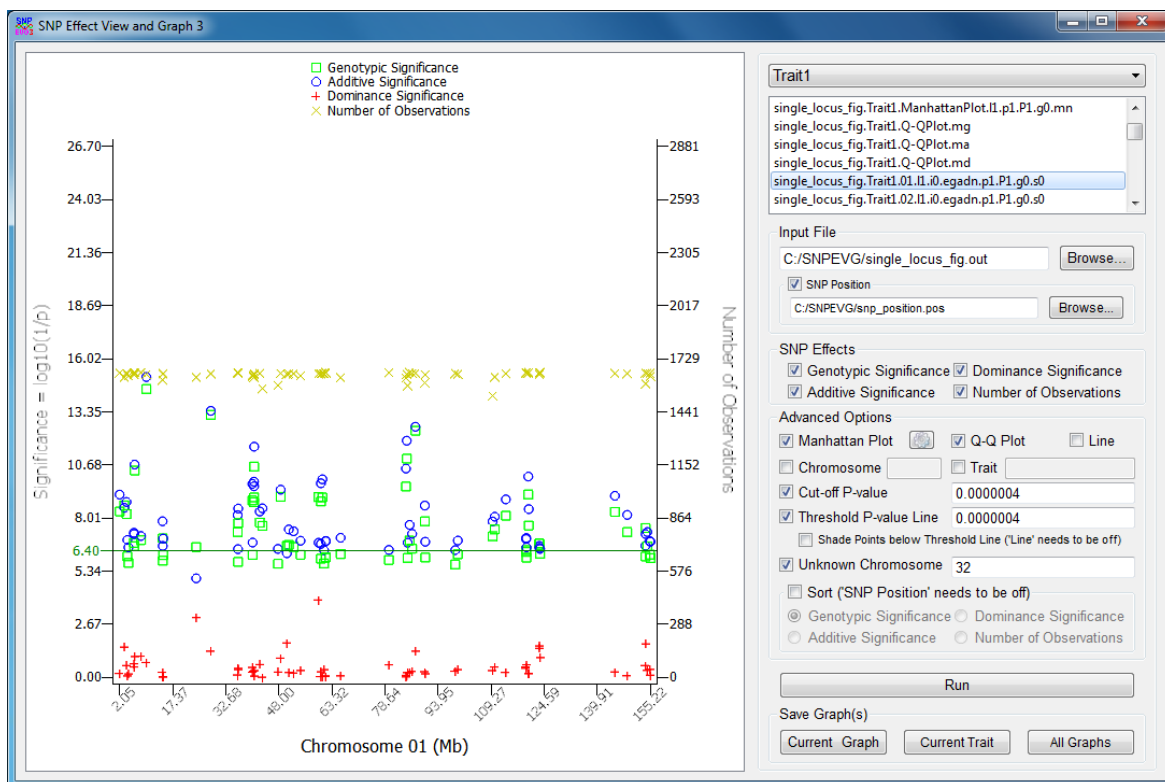 SNP
EVG3
SNP Effect View and Graph 3
Genotypic Significance
Additive Significance
Dominance Significance
Number of Observations
26.70
24.03
21.36
18.69
16.02
13.35
10.68
8.01
6.40
5.34
2.67
0.00
Significance = log10(1/p)
2881
2593
2305
2017
1729
1441
1152
864
576
288
0
Number of Observations
2.05
17.37
32.68
48.00
63.32
78.64
93.95
109.27
124.59
139.91
155.22
Chromosome 01 (Mb)
Trait1
single_locus_fig.Trait1.ManhattanPlot.l1.p1.P1.g0.mn
single_locus_fig.Trait1.Q-QPlot.mg
single_locus_fig.Trait1.Q-QPlot.ma
single_locus_fig.Trait1.Q-QPlot.md
single_locus_fig.Trait1.01.l1.i0.egadn.p1.P1.g0.s0
single_locus_fig.Trait1.02.l1.i0.egadn.p1.P1.g0.s0
Input File
C:/SNPEVG/single_locus_fig.out Browse...
SNP Position
C:/SNPEVG/snp_position.pos Browse...
SNP Effects
Genotypic Significance Dominance Significance
Additive Significance Number of Observations
Advanced Options
Manhattan Plot Q-Q Plot Line
Chromosome Trait
Cut-off P-value 0.0000004
Threshold P-value Line 0.0000004
Shade Points below Threshold Line ('Line' needs to be off)
Unknown Chromosome 32
Sort ('SNP Position' needs to be off)
Genotypic Significance Dominance Significance
Additive Significance Number of Observations
Run
Save Graph(s)
Current Graph Current Trait All Graphs